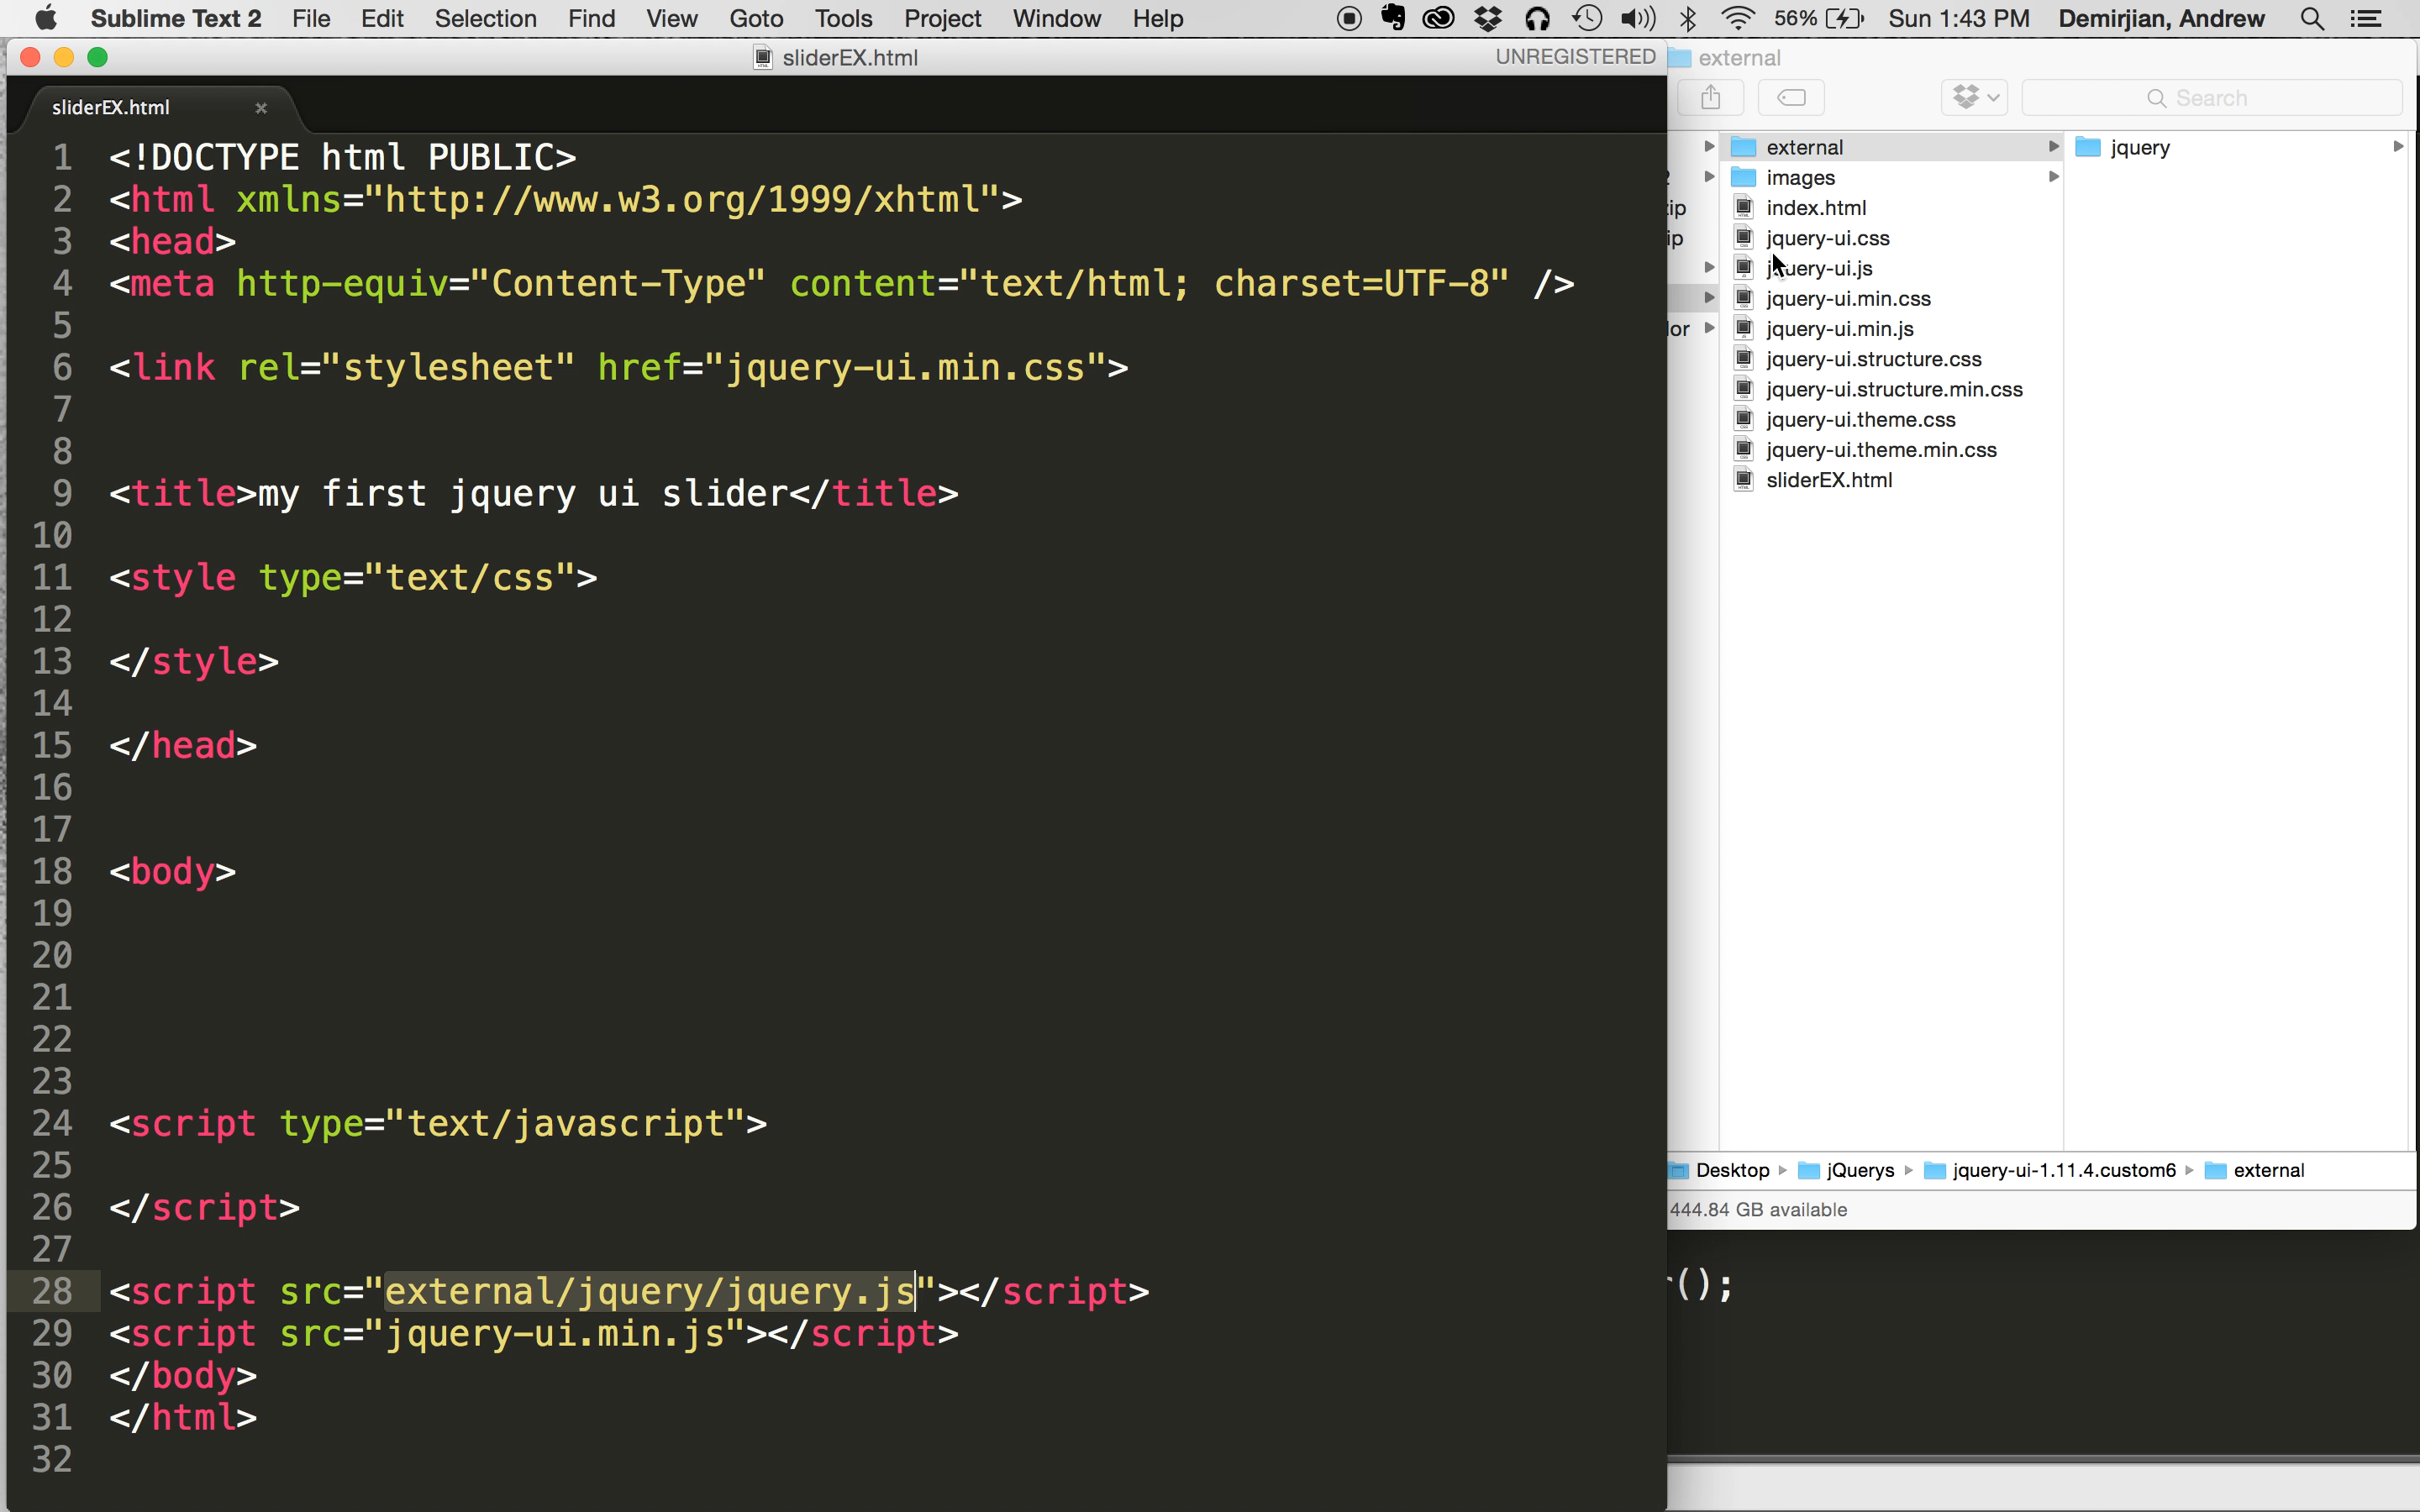 Sublime Text 2 File Edit Selection Find View Goto Tools Project Window Help 56% Sun 1:43 PM Demirjian, Andrew
sliderEX.html UNREGISTERED
sliderEX.html ×
1 <!DOCTYPE html PUBLIC>
2 <html xmlns="http://www.w3.org/1999/xhtml">
3 <head>
4 <meta http-equiv="Content-Type" content="text/html; charset=UTF-8" />
5
6 <link rel="stylesheet" href="jquery-ui.min.css">
7
8
9 <title>my first jquery ui slider</title>
10
11 <style type="text/css">
12
13 </style>
14
15 </head>
16
17
18 <body>
19
20
21
22
23
24 <script type="text/javascript">
25
26 </script>
27
28 <script src="external/jquery/jquery.js"></script>
29 <script src="jquery-ui.min.js"></script>
30 </body>
31 </html>
32
external
Search
external
images
index.html
jquery-ui.css
jquery-ui.js
jquery-ui.min.css
jquery-ui.min.js
jquery-ui.structure.css
jquery-ui.structure.min.css
jquery-ui.theme.css
jquery-ui.theme.min.css
sliderEX.html
jquery
Desktop jQuerys jquery-ui-1.11.4.custom6 external
444.84 GB available
();